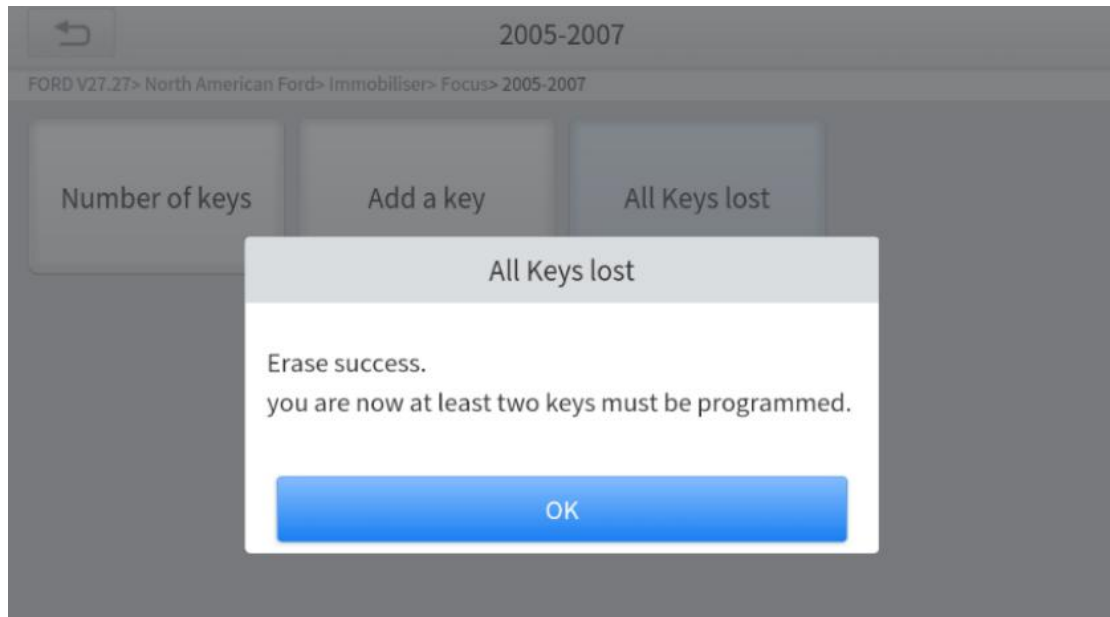 2005-2007
FORD V27.27> North American Ford> Immobiliser> Focus> 2005-2007
Number of keys
Add a key
All Keys lost
All Keys lost
Erase success.
you are now at least two keys must be programmed.
OK